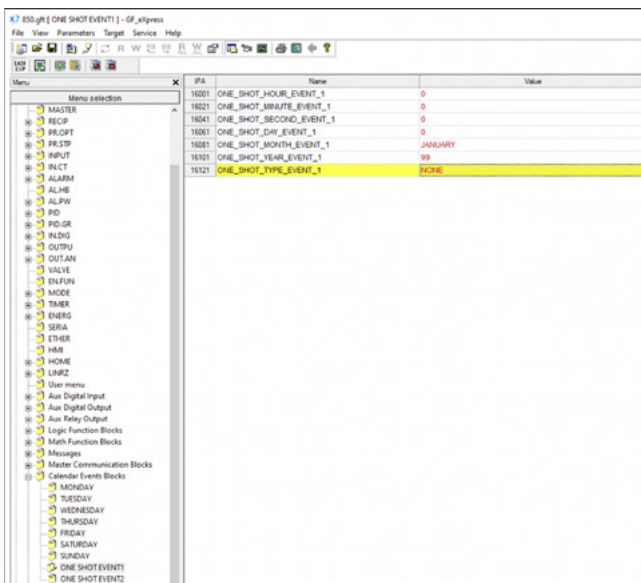 850.gft [ ONE SHOT EVENT1 ] - GF_eXpress
File View Parameters Target Service Help
Menu
Menu selection
MASTER
RECIP
PR.OPT
PR.STP
INPUT
IN.CT
ALARM
AL.HB
AL.PW
PID
PID.GR
IN.DIG
OUTPU
OUT.AN
VALVE
EN.FUN
MODE
TIMER
ENERG
SERIA
ETHER
HMI
HOME
LINRZ
User menu
Aux Digital Input
Aux Digital Output
Aux Relay Output
Logic Function Blocks
Math Function Blocks
Messages
Master Communication Blocks
Calendar Events Blocks
MONDAY
TUESDAY
WEDNESDAY
THURSDAY
FRIDAY
SATURDAY
SUNDAY
ONE SHOT EVENT1
ONE SHOT EVENT2
IPA Name Value
16001 ONE_SHOT_HOUR_EVENT_1 0
16021 ONE_SHOT_MINUTE_EVENT_1 0
16041 ONE_SHOT_SECOND_EVENT_1 0
16061 ONE_SHOT_DAY_EVENT_1 0
16081 ONE_SHOT_MONTH_EVENT_1 JANUARY
16101 ONE_SHOT_YEAR_EVENT_1 99
16121 ONE_SHOT_TYPE_EVENT_1 NONE